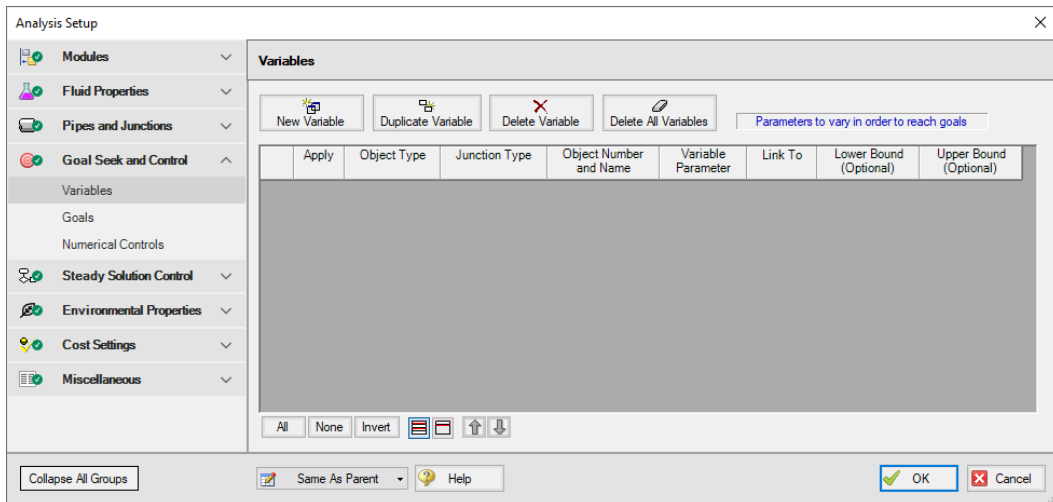 Analysis Setup
Modules
Fluid Properties
Pipes and Junctions
Goal Seek and Control
Variables
Goals
Numerical Controls
Steady Solution Control
Environmental Properties
Cost Settings
Miscellaneous
Collapse All Groups
Variables
New Variable
Duplicate Variable
Delete Variable
Delete All Variables
Parameters to vary in order to reach goals
Apply
Object Type
Junction Type
Object Number
and Name
Variable
Parameter
Link To
Lower Bound
(Optional)
Upper Bound
(Optional)
All
None
Invert
Same As Parent
Help
OK
Cancel